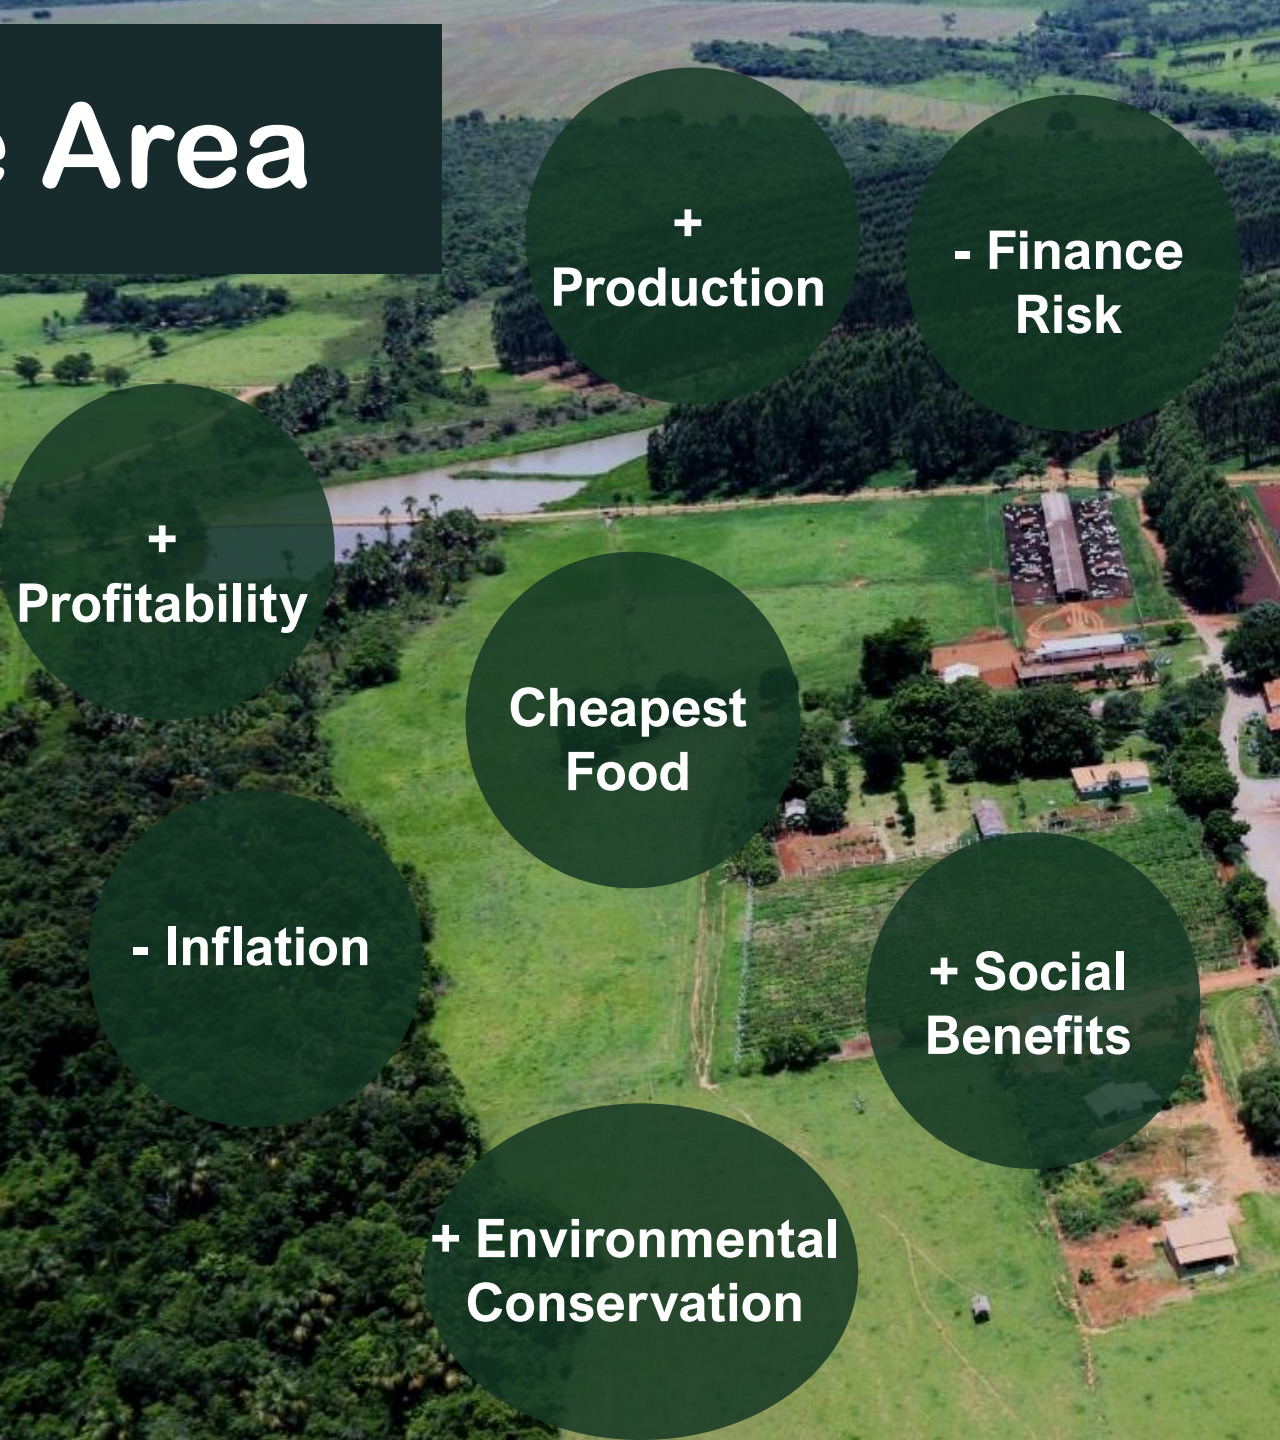 Area
+
Production
- Finance
Risk
+
Profitability
Cheapest
Food
- Inflation
+ Social
Benefits
+ Environmental
Conservation